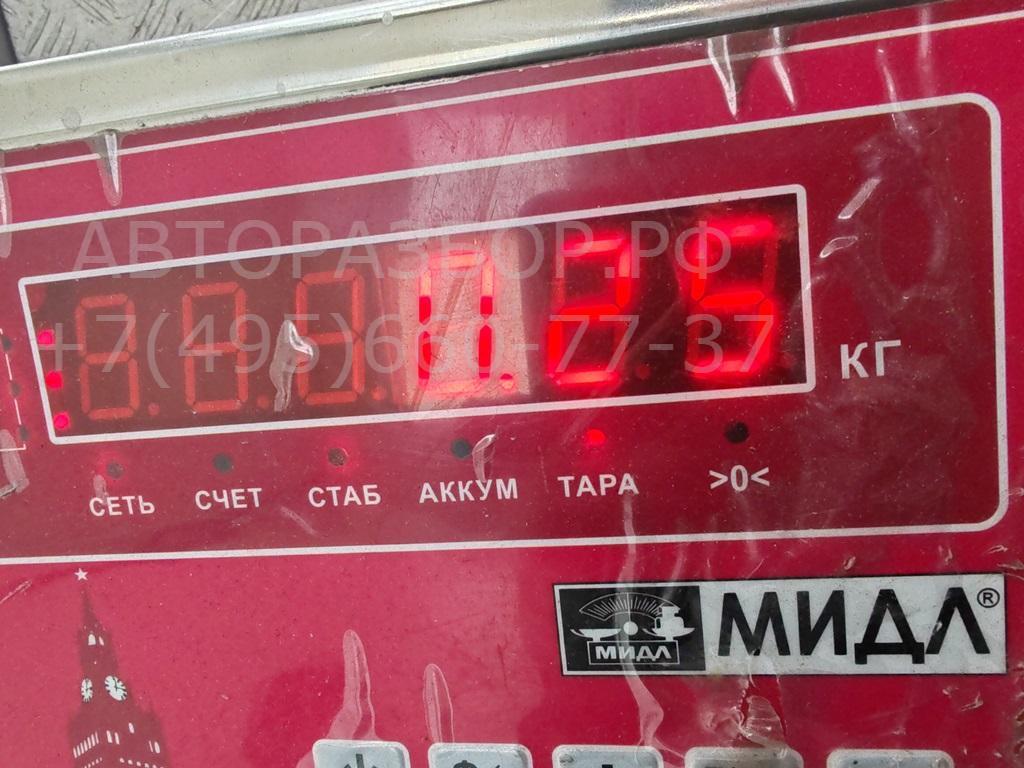 АВТОРАЗБОР.РФ
+7(495)660-77-37
0.25 КГ
СЕТЬ СЧЕТ СТАБ АККУМ ТАРА >0<
МИДЛ МИДЛ®